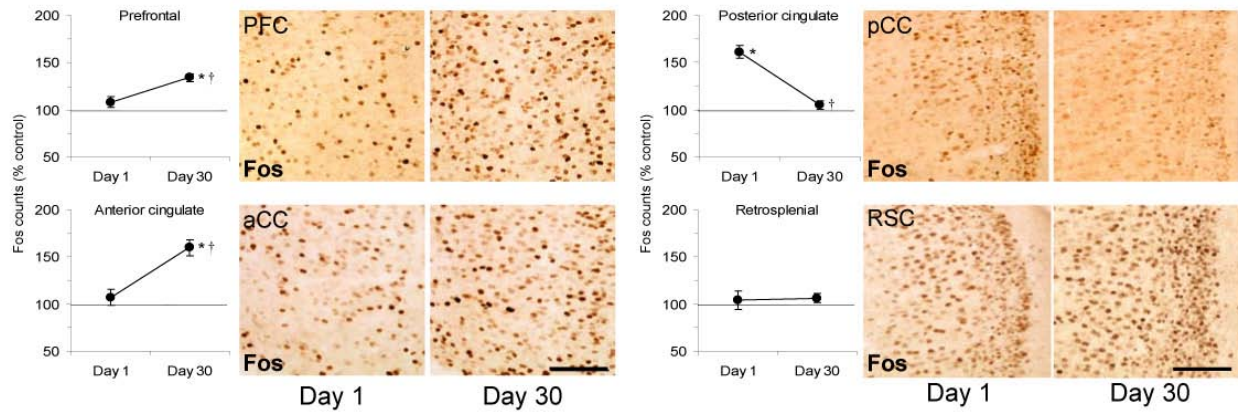 Fos counts (% control)
Prefrontal
200
150
100
50
* †
Day 1 Day 30
PFC
Fos
Anterior cingulate
200
150
100
50
* †
Day 1 Day 30
aCC
Fos
Day 1 Day 30
Fos counts (% control)
Posterior cingulate
200
150
100
50
*
†
Day 1 Day 30
pCC
Retrosplenial
200
150
100
50
Day 1 Day 30
RSC
Fos
Fos
Day 1 Day 30